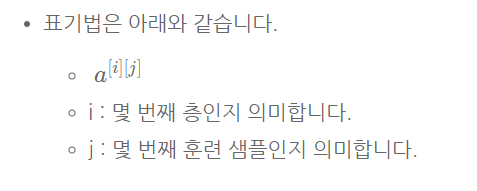 표기법은 아래와 같습니다.
a[i][j]
i : 몇 번째 층인지 의미합니다.
j : 몇 번째 훈련 샘플인지 의미합니다.